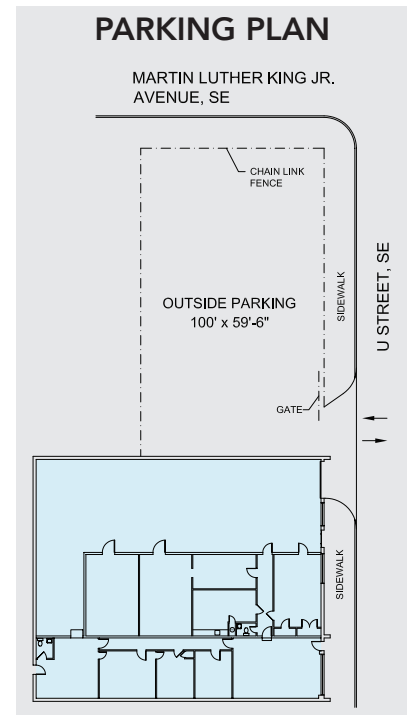 PARKING PLAN
MARTIN LUTHER KING JR.
AVENUE, SE
CHAIN LINK
FENCE
OUTSIDE PARKING
100' x 59'-6"
SIDEWALK
U STREET, SE
GATE
SIDEWALK